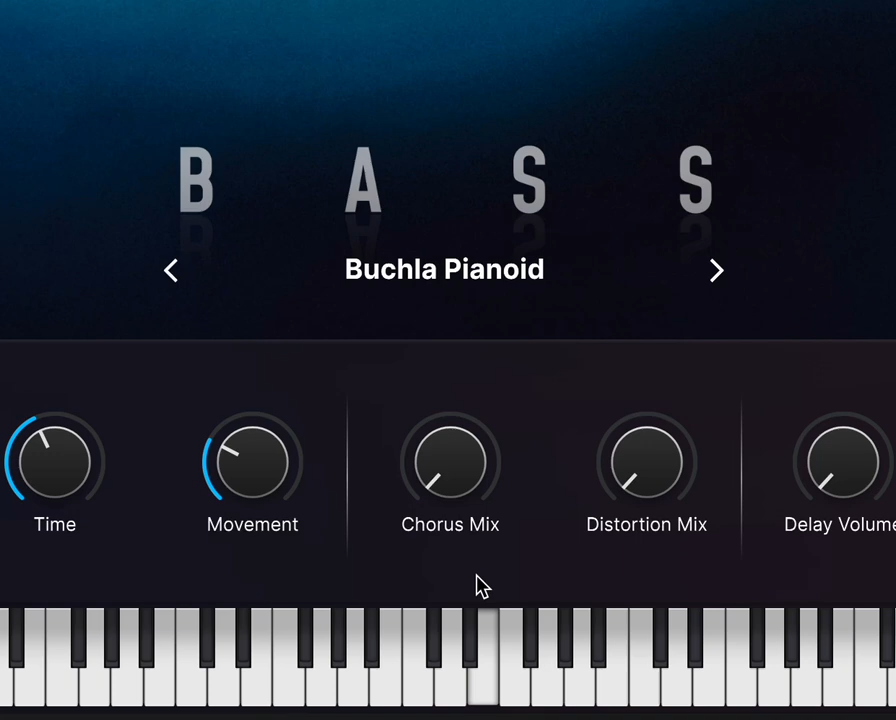 B A S S
Buchla Pianoid
Time
Movement
Chorus Mix
Distortion Mix
Delay Volume